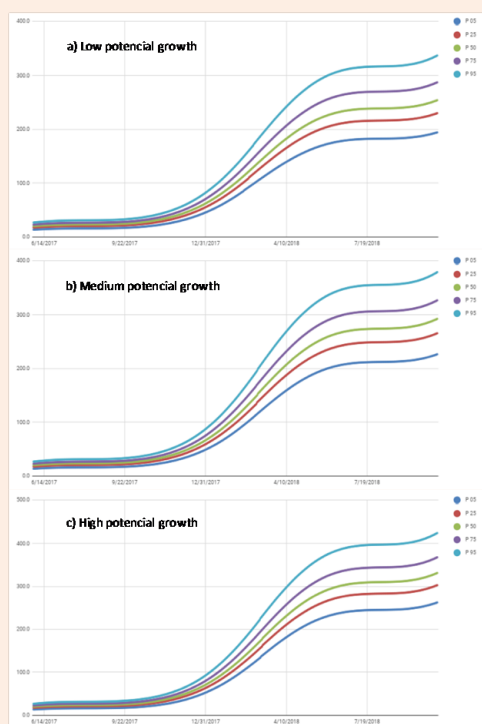 400.0
a) Low potencial growth
300.0
200.0
100.0
0.0
6/14/2017 9/22/2017 12/31/2017 4/10/2018 7/19/2018
P 05
P 25
P 50
P 75
P 95
400.0
b) Medium potencial growth
300.0
200.0
100.0
0.0
6/14/2017 9/22/2017 12/31/2017 4/10/2018 7/19/2018
P 05
P 25
P 50
P 75
P 95
500.0
c) High potencial growth
400.0
300.0
200.0
100.0
0.0
6/14/2017 9/22/2017 12/31/2017 4/10/2018 7/19/2018
P 05
P 25
P 50
P 75
P 95